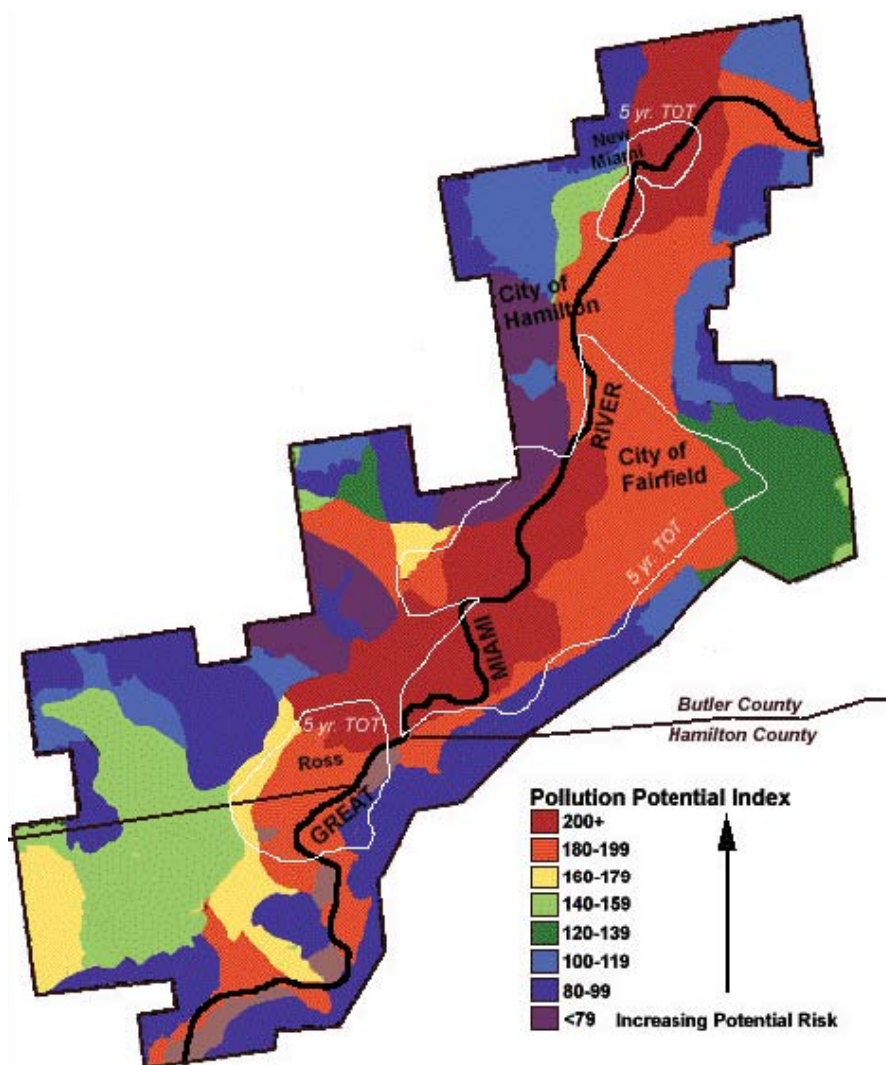 5 yr. TOT
New
Miami
City of
Hamilton
RIVER
City of
Fairfield
5 yr. TOT
MIAMI
5 yr. TOT
Ross
GREAT
Butler County
Hamilton County
Pollution Potential Index
200+
180-199
160-179
140-159
120-139
100-119
80-99
<79 Increasing Potential Risk